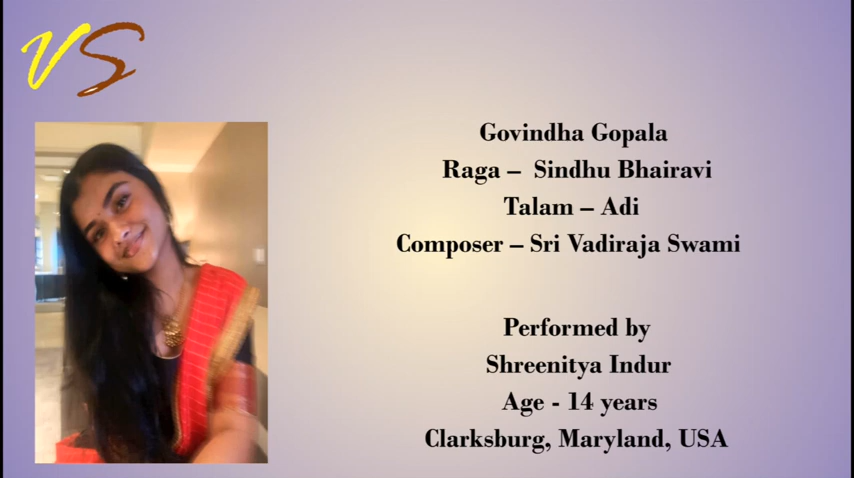 VS
Govindha Gopala
Raga – Sindhu Bhairavi
Talam – Adi
Composer – Sri Vadiraja Swami
Performed by
Shreenitya Indur
Age - 14 years
Clarksburg, Maryland, USA